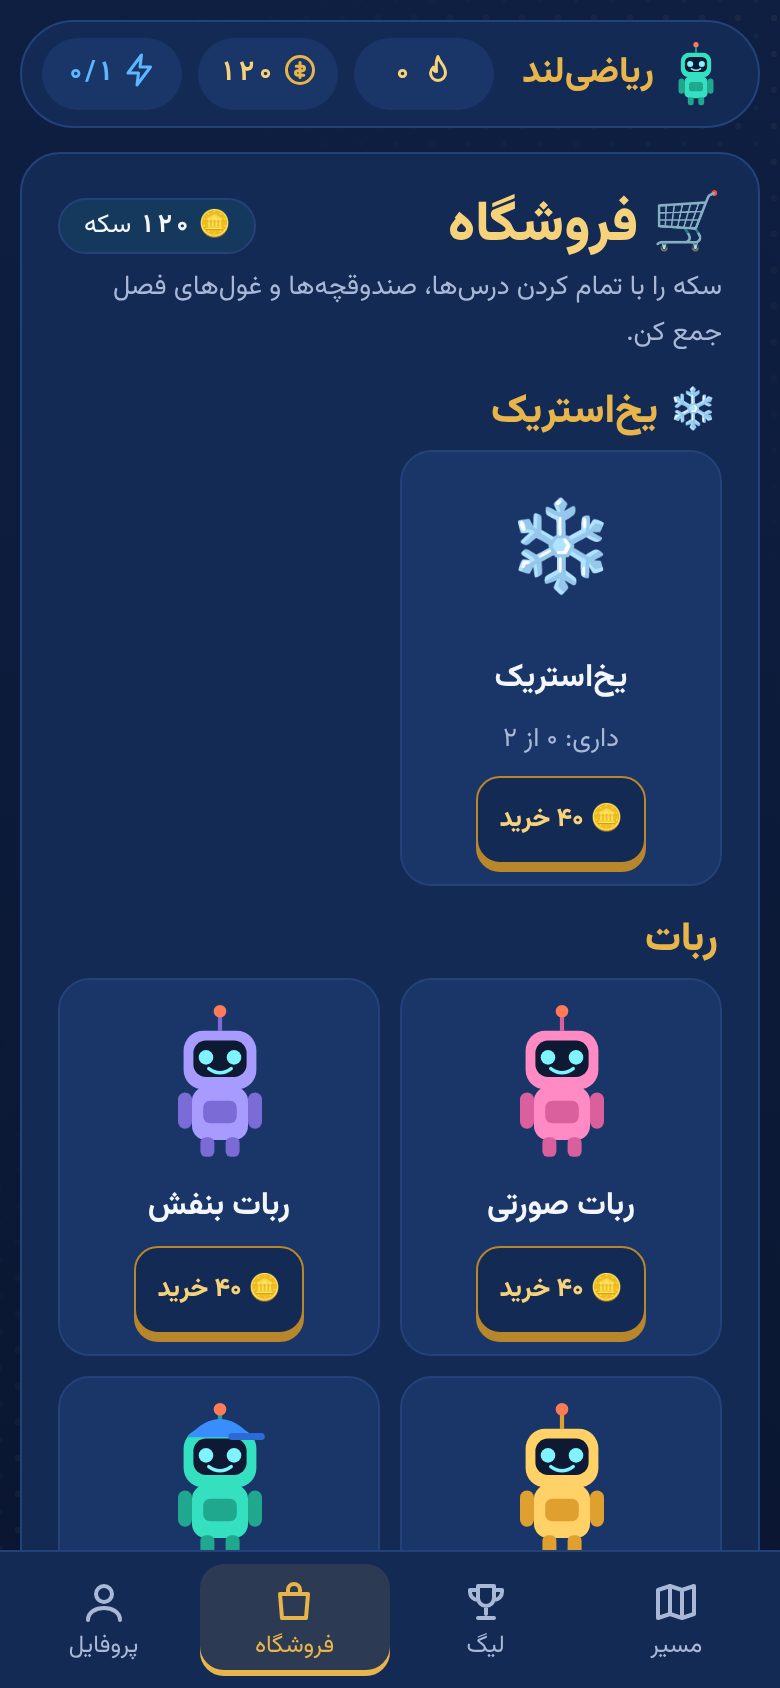 ریاضی‌لند
۰
۱۲۰
۰/۱
فروشگاه
۱۲۰ سکه
سکه را با تمام کردن درس‌ها، صندوقچه‌ها و غول‌های فصل
جمع کن.
یخ‌استریک
یخ‌استریک
داری: ۰ از ۲
۴۰ خرید
ربات
ربات صورتی
۴۰ خرید
ربات بنفش
۴۰ خرید
مسیر
لیگ
فروشگاه
پروفایل